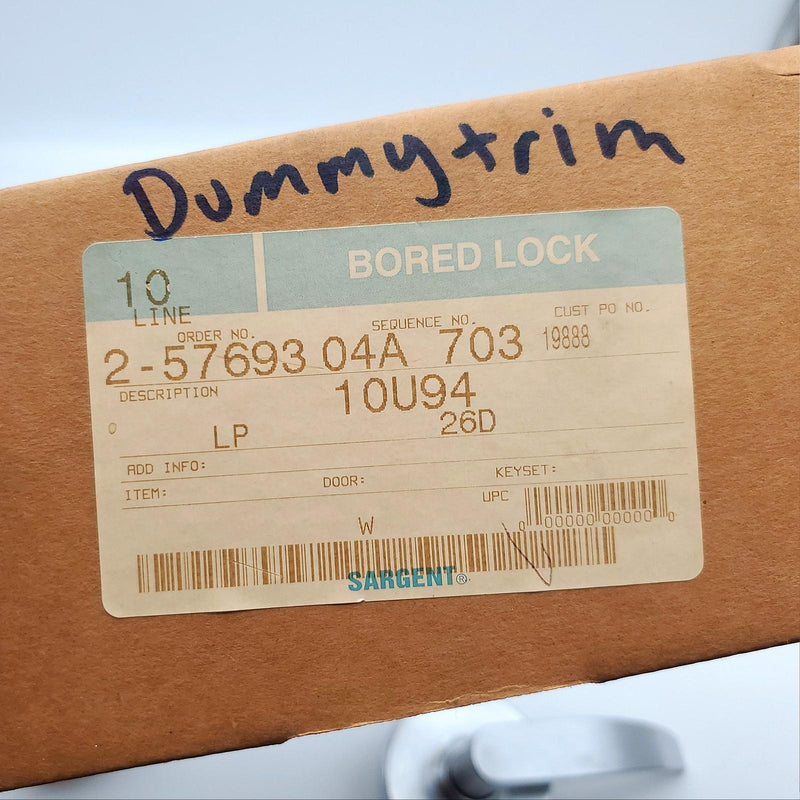 Dummytrim
10 LINE BORED LOCK
ORDER NO. SEQUENCE NO. CUST PO NO.
2-57693 04A 703 19888
DESCRIPTION 10U94
0 LP 26D
ADD INFO:
ITEM: DOOR: KEYSET:
W UPC 0 00000 00000 0
SARGENT®